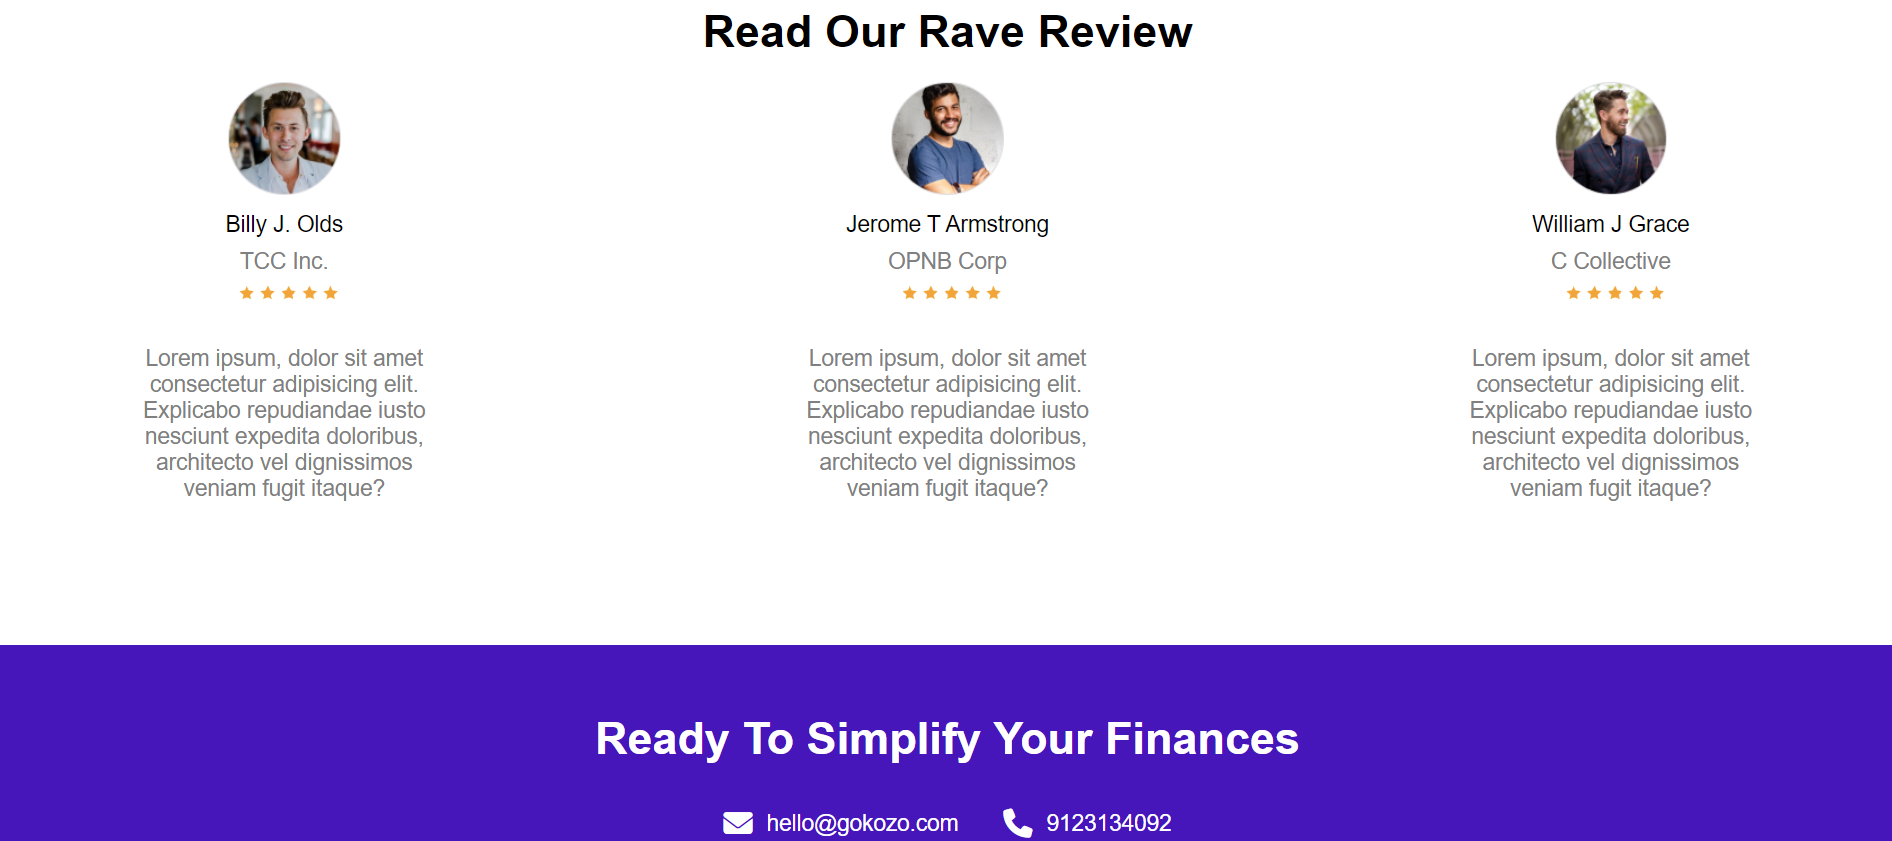 Read Our Rave Review
Billy J. Olds
TCC Inc.
Lorem ipsum, dolor sit amet
consectetur adipisicing elit.
Explicabo repudiandae iusto
nesciunt expedita doloribus,
architecto vel dignissimos
veniam fugit itaque?
Jerome T Armstrong
OPNB Corp
Lorem ipsum, dolor sit amet
consectetur adipisicing elit.
Explicabo repudiandae iusto
nesciunt expedita doloribus,
architecto vel dignissimos
veniam fugit itaque?
William J Grace
C Collective
Lorem ipsum, dolor sit amet
consectetur adipisicing elit.
Explicabo repudiandae iusto
nesciunt expedita doloribus,
architecto vel dignissimos
veniam fugit itaque?
Ready To Simplify Your Finances
hello@gokozo.com
9123134092